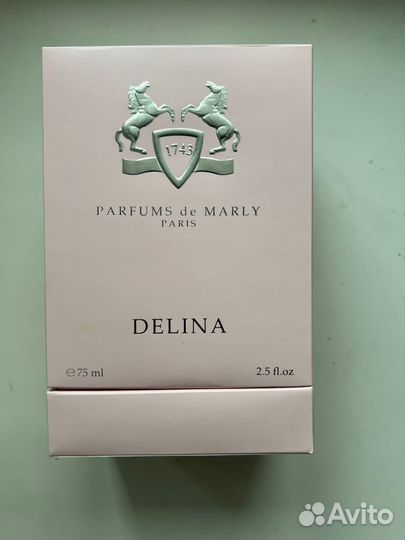 1743
PARFUMS de MARLY
PARIS
DELINA
℮75 ml 2.5 fl.oz
Avito